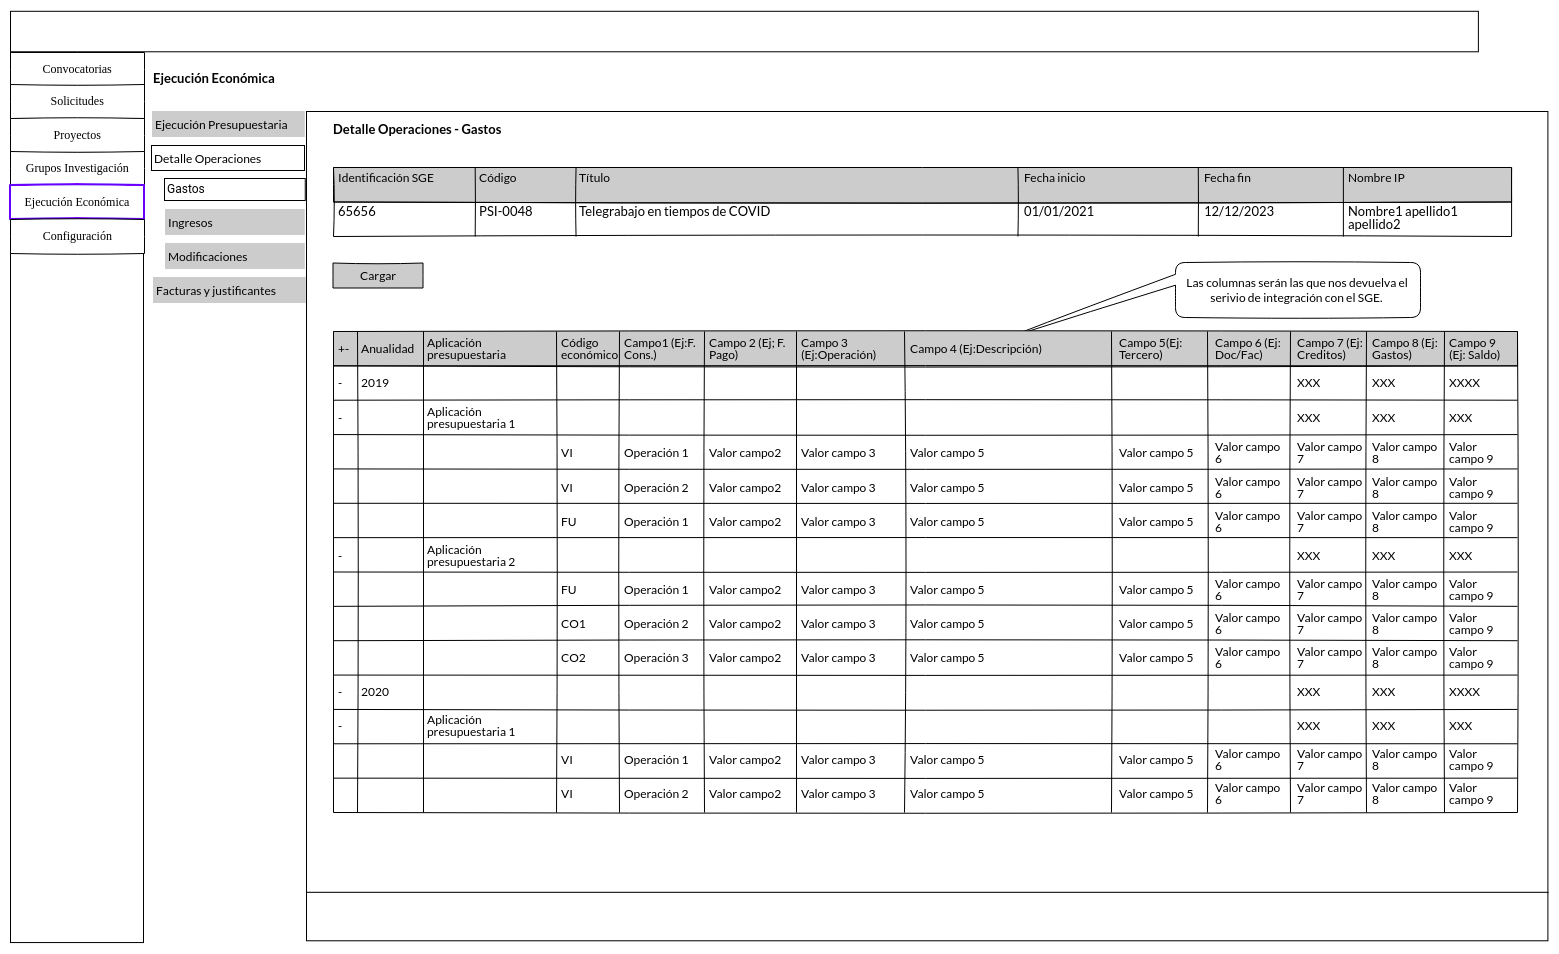 Convocatorias
Solicitudes
Proyectos
Grupos Investigación
Ejecución Económica
Configuración
Ejecución Económica
Ejecución Presupuestaria
Detalle Operaciones
Gastos
Ingresos
Modificaciones
Facturas y justificantes
Detalle Operaciones - Gastos
Identificación SGE Código Título Fecha inicio Fecha fin Nombre IP
65656 PSI-0048 Telegrabajo en tiempos de COVID 01/01/2021 12/12/2023 Nombre1 apellido1
apellido2
Cargar
Las columnas serán las que nos devuelva el
serivio de integración con el SGE.
+- Anualidad Aplicación presupuestaria Código económico Campo1 (Ej:F. Cons.) Campo 2 (Ej; F. Pago) Campo 3 (Ej:Operación) Campo 4 (Ej:Descripción) Campo 5(Ej: Tercero) Campo 6 (Ej: Doc/Fac) Campo 7 (Ej: Creditos) Campo 8 (Ej: Gastos) Campo 9 (Ej: Saldo)
- 2019 XXX XXX XXXX
- Aplicación presupuestaria 1 XXX XXX XXX
VI Operación 1 Valor campo2 Valor campo 3 Valor campo 5 Valor campo 5 Valor campo 6 Valor campo 7 Valor campo 8 Valor campo 9
VI Operación 2 Valor campo2 Valor campo 3 Valor campo 5 Valor campo 5 Valor campo 6 Valor campo 7 Valor campo 8 Valor campo 9
FU Operación 1 Valor campo2 Valor campo 3 Valor campo 5 Valor campo 5 Valor campo 6 Valor campo 7 Valor campo 8 Valor campo 9
- Aplicación presupuestaria 2 XXX XXX XXX
FU Operación 1 Valor campo2 Valor campo 3 Valor campo 5 Valor campo 5 Valor campo 6 Valor campo 7 Valor campo 8 Valor campo 9
CO1 Operación 2 Valor campo2 Valor campo 3 Valor campo 5 Valor campo 5 Valor campo 6 Valor campo 7 Valor campo 8 Valor campo 9
CO2 Operación 3 Valor campo2 Valor campo 3 Valor campo 5 Valor campo 5 Valor campo 6 Valor campo 7 Valor campo 8 Valor campo 9
- 2020 XXX XXX XXXX
- Aplicación presupuestaria 1 XXX XXX XXX
VI Operación 1 Valor campo2 Valor campo 3 Valor campo 5 Valor campo 5 Valor campo 6 Valor campo 7 Valor campo 8 Valor campo 9
VI Operación 2 Valor campo2 Valor campo 3 Valor campo 5 Valor campo 5 Valor campo 6 Valor campo 7 Valor campo 8 Valor campo 9